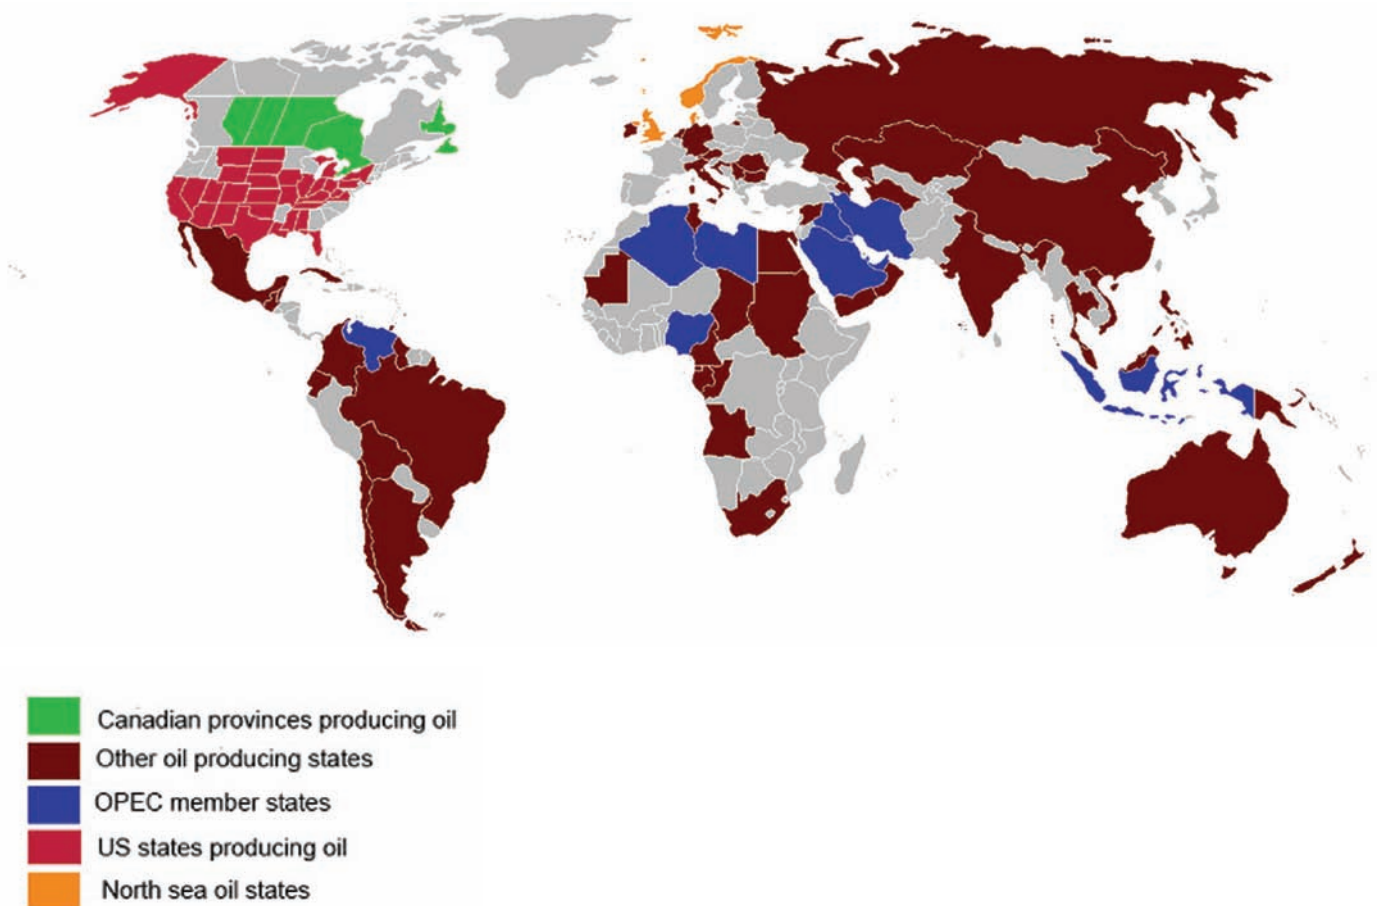 Canadian provinces producing oil
Other oil producing states
OPEC member states
US states producing oil
North sea oil states